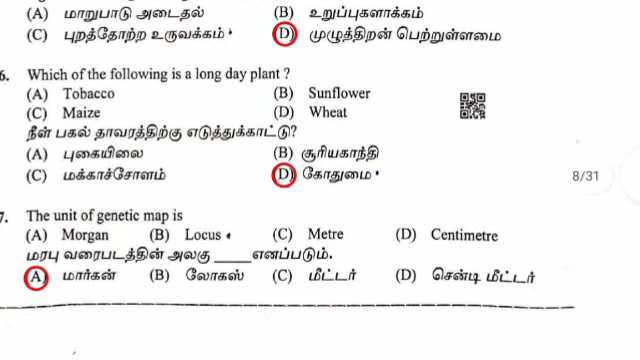 (A) மாறுபாடு அடைதல் (B) உறுப்புகளாக்கம்
(C) புறத்தோற்ற உருவக்கம் (D) முழுத்திறன் பெற்றுள்ளமை
6. Which of the following is a long day plant ?
(A) Tobacco (B) Sunflower
(C) Maize (D) Wheat
நீள் பகல் தாவரத்திற்கு எடுத்துக்காட்டு?
(A) புகையிலை (B) சூரியகாந்தி
(C) மக்காச்சோளம் (D) கோதுமை
8/31
7. The unit of genetic map is
(A) Morgan (B) Locus (C) Metre (D) Centimetre
மரபு வரைபடத்தின் அலகு _____ எனப்படும்.
(A) மார்கன் (B) லோகஸ் (C) மீட்டர் (D) சென்டி மீட்டர்